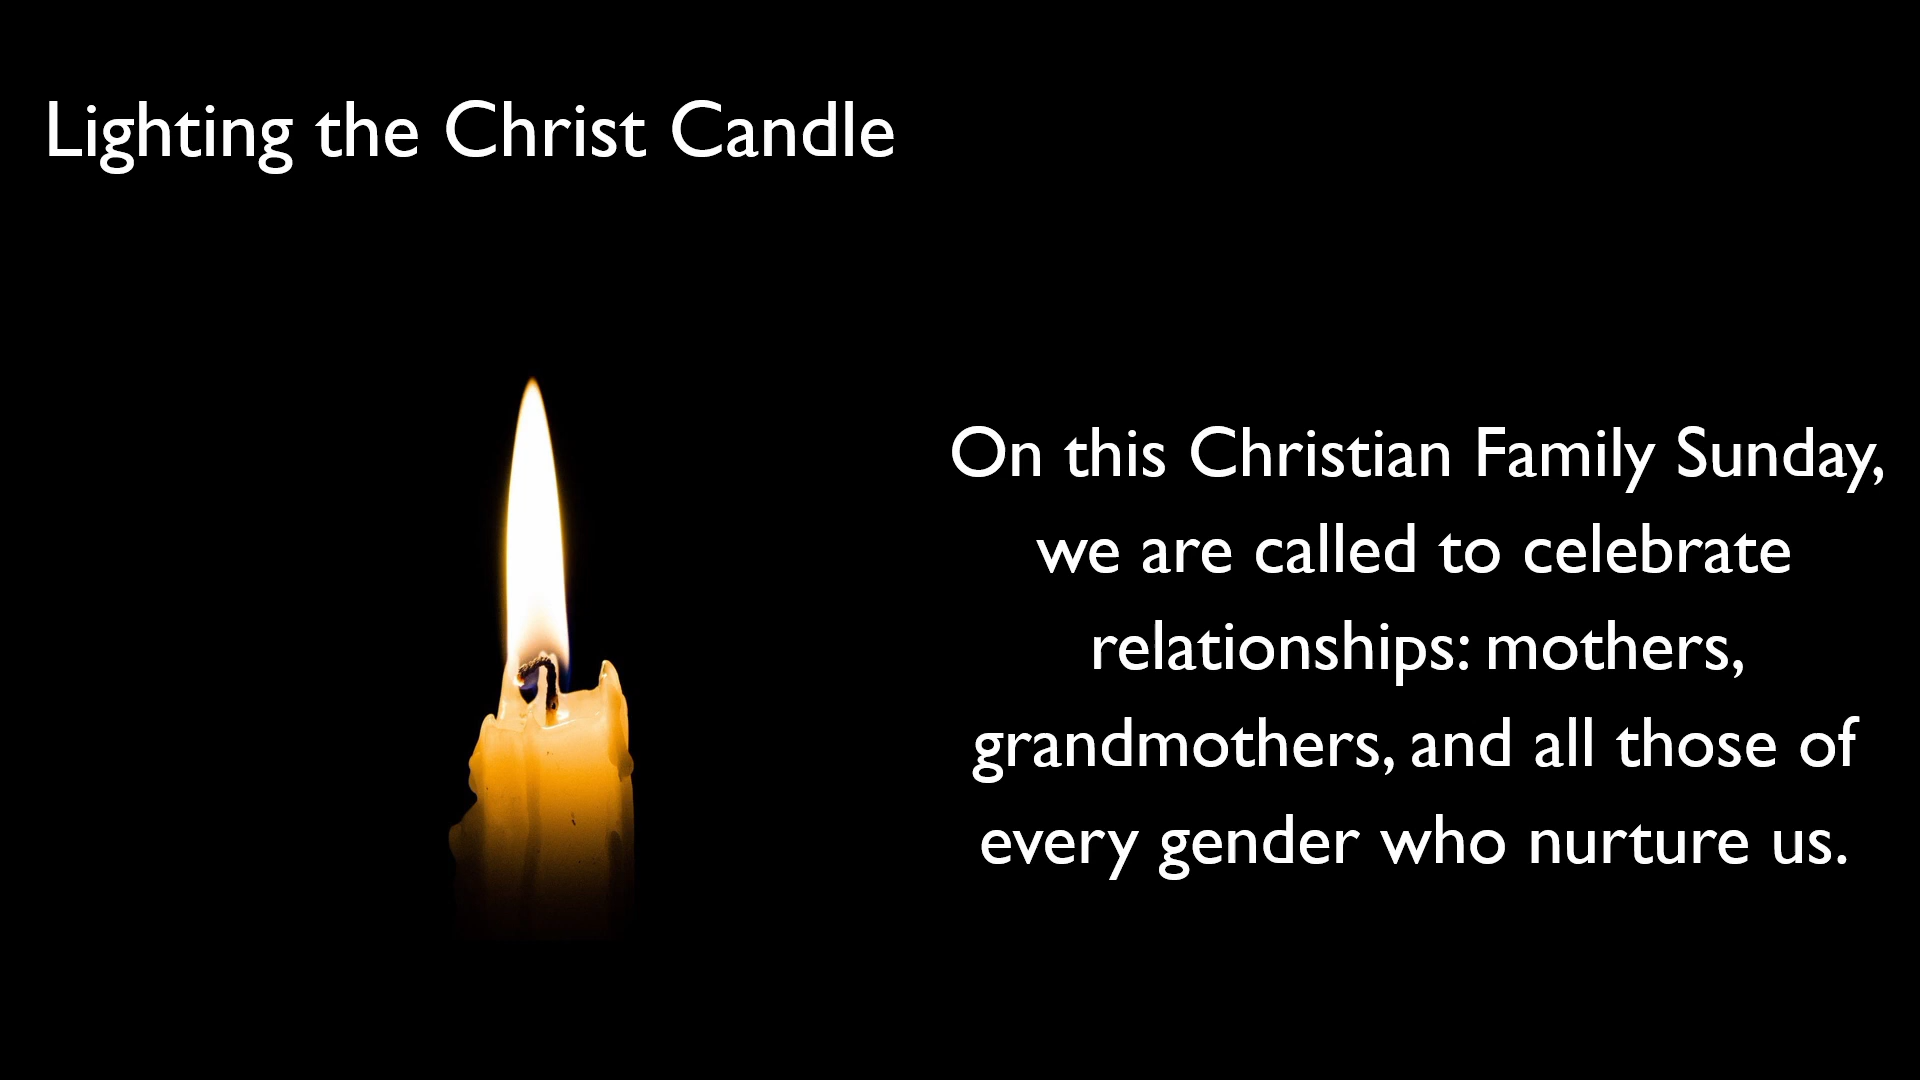 Lighting the Christ Candle
On this Christian Family Sunday,
we are called to celebrate
relationships: mothers,
grandmothers, and all those of
every gender who nurture us.